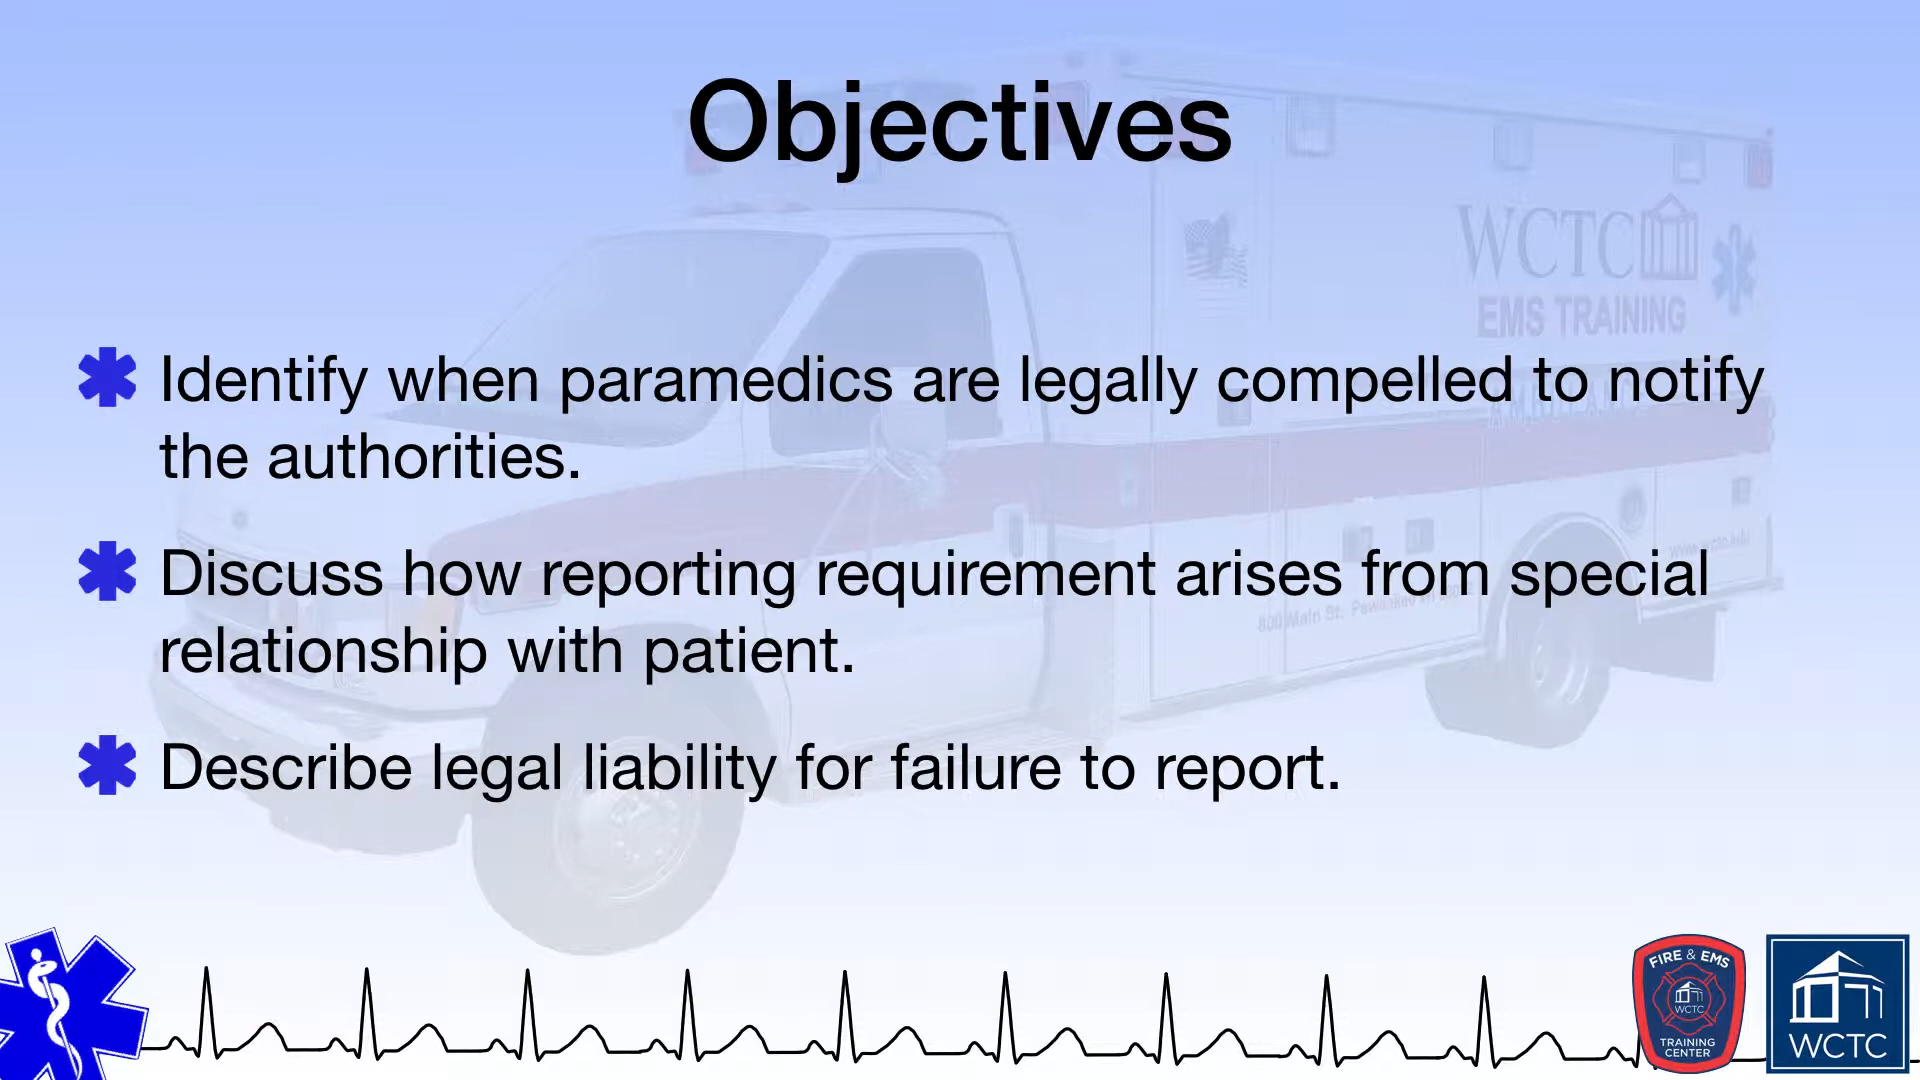 Objectives
WCTC
EMS TRAINING
Identify when paramedics are legally compelled to notify
the authorities.
Discuss how reporting requirement arises from special
relationship with patient.
Describe legal liability for failure to report.
FIRE & EMS
WCTC
TRAINING
CENTER
WCTC